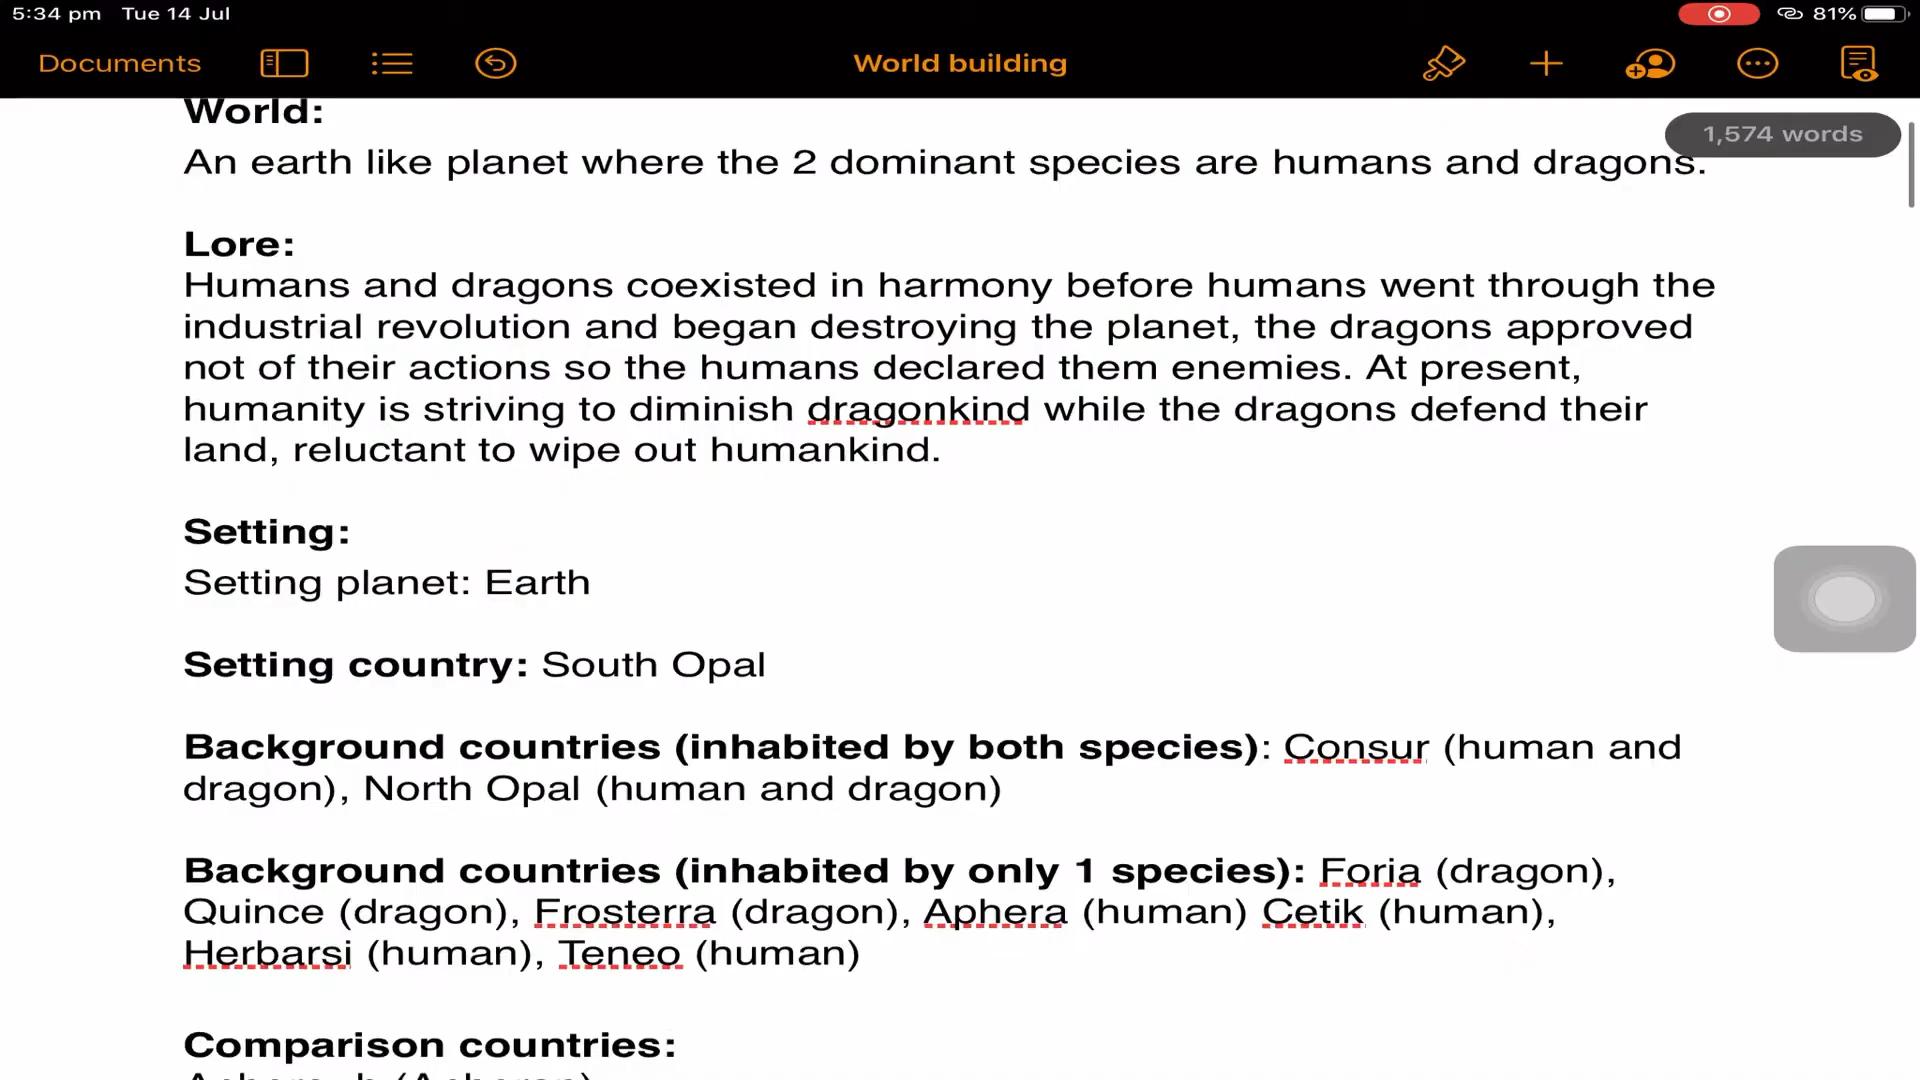 5:34 pm Tue 14 Jul 81%
Documents World building
1,574 words
World:
An earth like planet where the 2 dominant species are humans and dragons.
Lore:
Humans and dragons coexisted in harmony before humans went through the
industrial revolution and began destroying the planet, the dragons approved
not of their actions so the humans declared them enemies. At present,
humanity is striving to diminish dragonkind while the dragons defend their
land, reluctant to wipe out humankind.
Setting:
Setting planet: Earth
Setting country: South Opal
Background countries (inhabited by both species): Consur (human and
dragon), North Opal (human and dragon)
Background countries (inhabited by only 1 species): Foria (dragon),
Quince (dragon), Frosterra (dragon), Aphera (human) Cetik (human),
Herbarsi (human), Teneo (human)
Comparison countries: